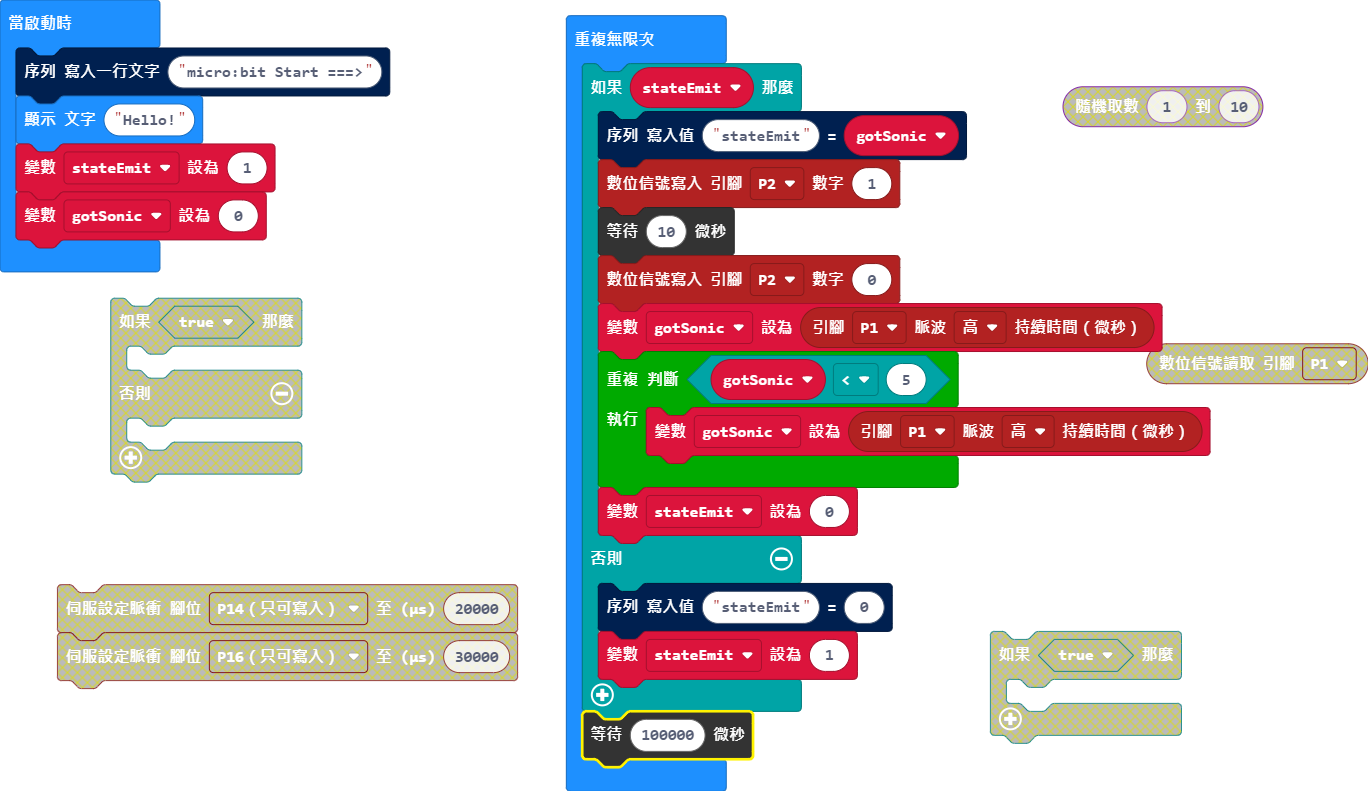 當啟動時
序列 寫入一行文字 "micro:bit Start ===>"
顯示 文字 "Hello!"
變數 stateEmit 設為 1
變數 gotSonic 設為 0
如果 true 那麼
否則
伺服設定脈衝 腳位 P14（只可寫入） 至 (µs) 20000
伺服設定脈衝 腳位 P16（只可寫入） 至 (µs) 30000
重複無限次
如果 stateEmit 那麼
序列 寫入值 "stateEmit" = gotSonic
數位信號寫入 引腳 P2 數字 1
等待 10 微秒
數位信號寫入 引腳 P2 數字 0
變數 gotSonic 設為 引腳 P1 脈波 高 持續時間（微秒）
重複 判斷 gotSonic < 5
執行 變數 gotSonic 設為 引腳 P1 脈波 高 持續時間（微秒）
變數 stateEmit 設為 0
否則
序列 寫入值 "stateEmit" = 0
變數 stateEmit 設為 1
等待 100000 微秒
隨機取數 1 到 10
數位信號讀取 引腳 P1
如果 true 那麼